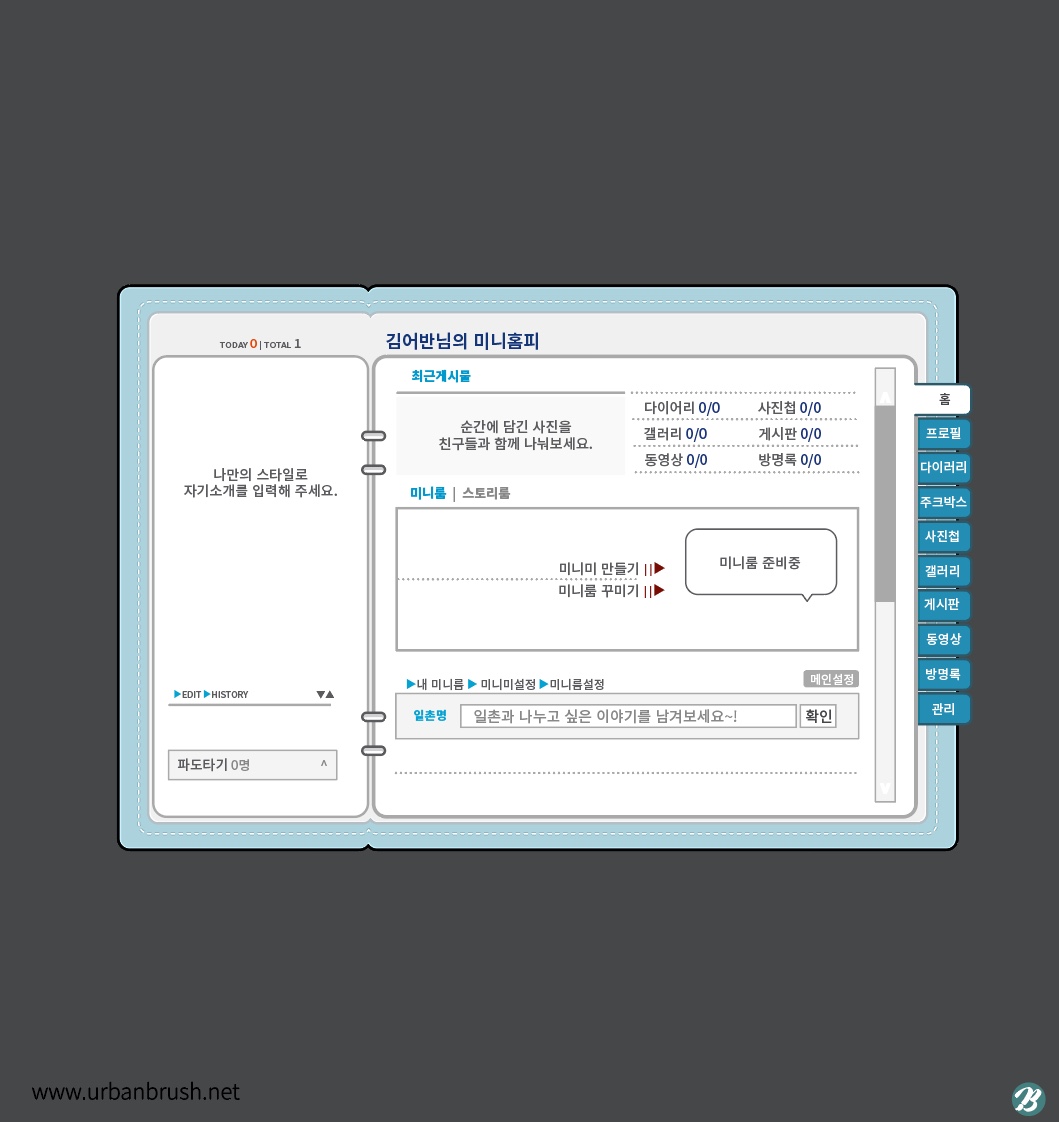 TODAY 0 | TOTAL 1
김어반님의 미니홈피
나만의 스타일로
자기소개를 입력해 주세요.
▶EDIT ▶HISTORY ▼▲
파도타기 0명 ^
최근게시물
순간에 담긴 사진을
친구들과 함께 나눠보세요.
다이어리 0/0 사진첩 0/0
갤러리 0/0 게시판 0/0
동영상 0/0 방명록 0/0
미니룸 | 스토리룸
미니미 만들기 ||▶
미니룸 꾸미기 ||▶
미니룸 준비중
▶내 미니룸 ▶ 미니미설정 ▶미니룸설정
메인설정
일촌명 일촌과 나누고 싶은 이야기를 남겨보세요~! 확인
홈
프로필
다이러리
주크박스
사진첩
갤러리
게시판
동영상
방명록
관리
www.urbanbrush.net
B